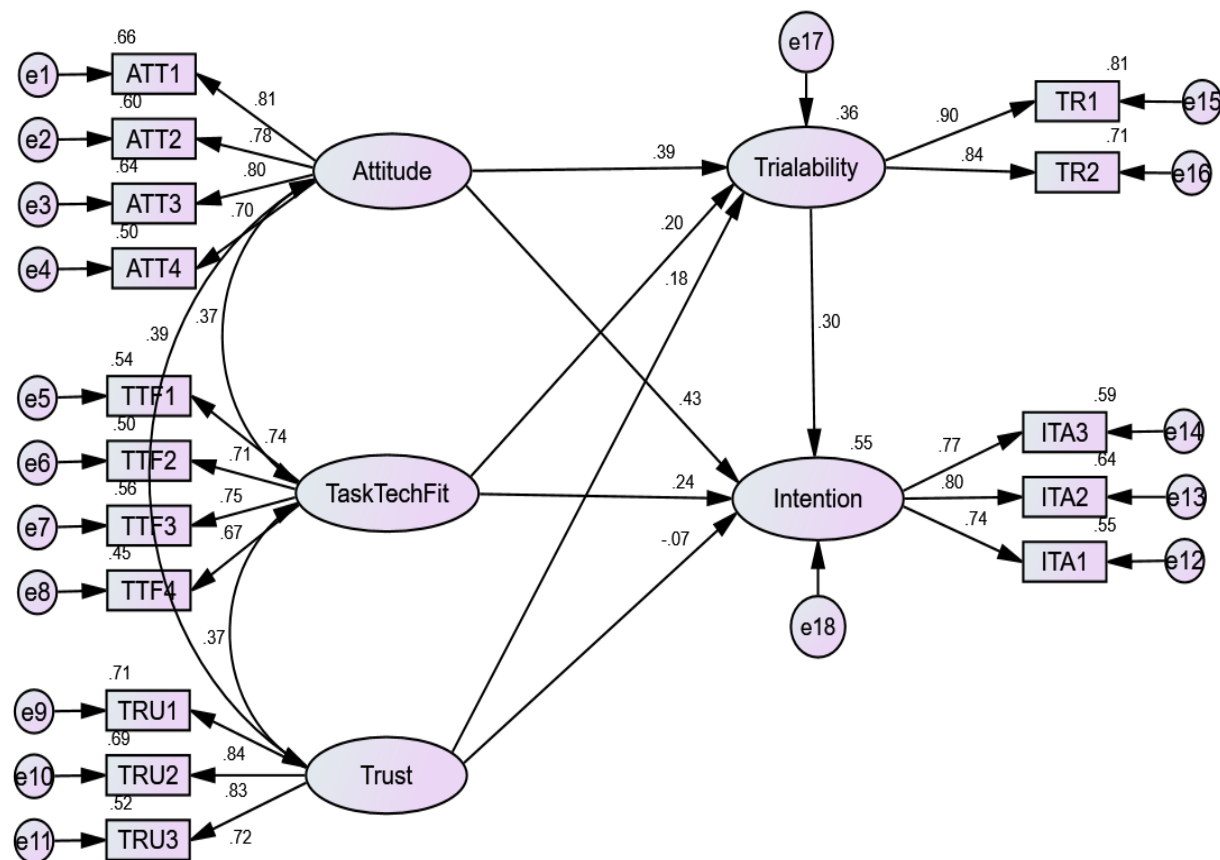 .66
e1
ATT1
.81
.60
e2
ATT2
.78
.64
e3
ATT3
.80
.50
e4
ATT4
.70
Attitude
.37
.39
.54
e5
TTF1
.74
.50
e6
TTF2
.71
.56
e7
TTF3
.75
.45
e8
TTF4
.67
TaskTechFit
.37
.71
e9
TRU1
.84
.69
e10
TRU2
.83
.52
e11
TRU3
.72
Trust
.39
.20
.18
.43
.24
-.07
.30
e17
.36
Trialability
.90
.81
TR1
e15
.84
.71
TR2
e16
.55
Intention
e18
.77
.59
ITA3
e14
.80
.64
ITA2
e13
.74
.55
ITA1
e12